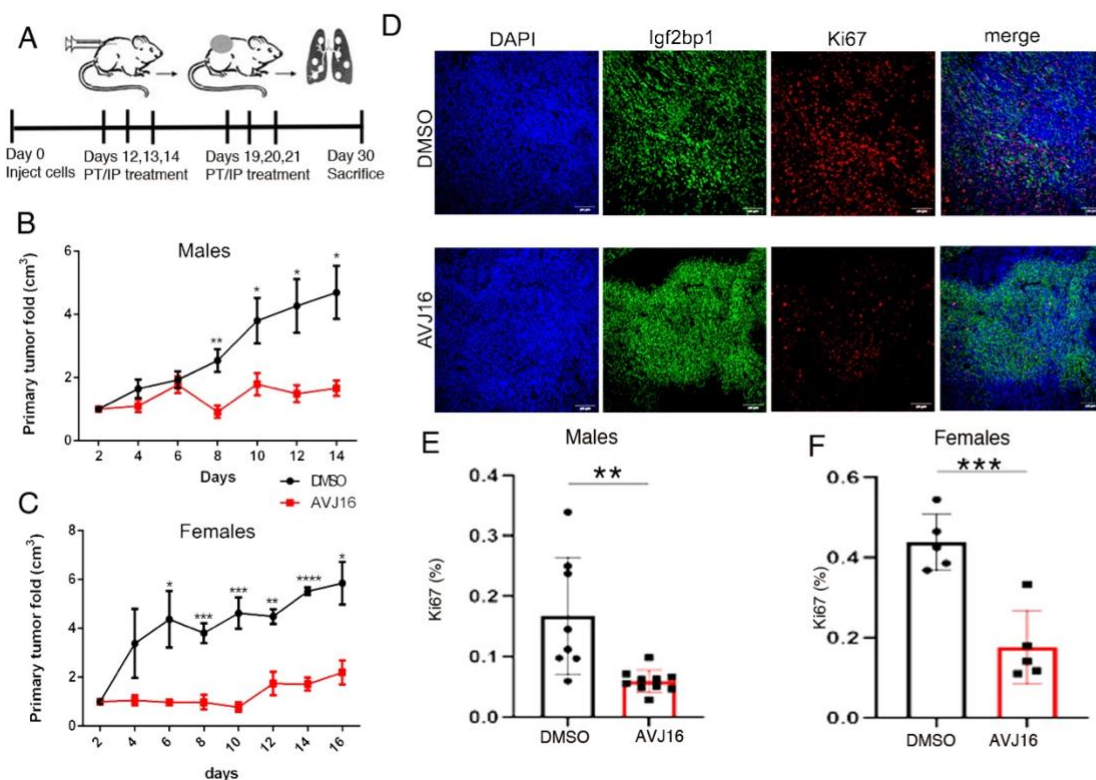 A
Day 0
Inject cells
Days 12,13,14
PT/IP treatment
Days 19,20,21
PT/IP treatment
Day 30
Sacrifice
B
Males
Primary tumor fold (cm³)
6
4
2
0
*
**
*
*
*
2 4 6 8 10 12 14
Days
DMSO
AVJ16
C
Females
Primary tumor fold (cm³)
8
6
4
2
0
*
***
***
**
****
*
2 4 6 8 10 12 14 16
days
D
DAPI Igf2bp1 Ki67 merge
DMSO
AVJ16
E
Males
Ki67 (%)
0.4
0.3
0.2
0.1
0.0
**
DMSO AVJ16
F
Females
Ki67 (%)
0.6
0.4
0.2
0.0
***
DMSO AVJ16